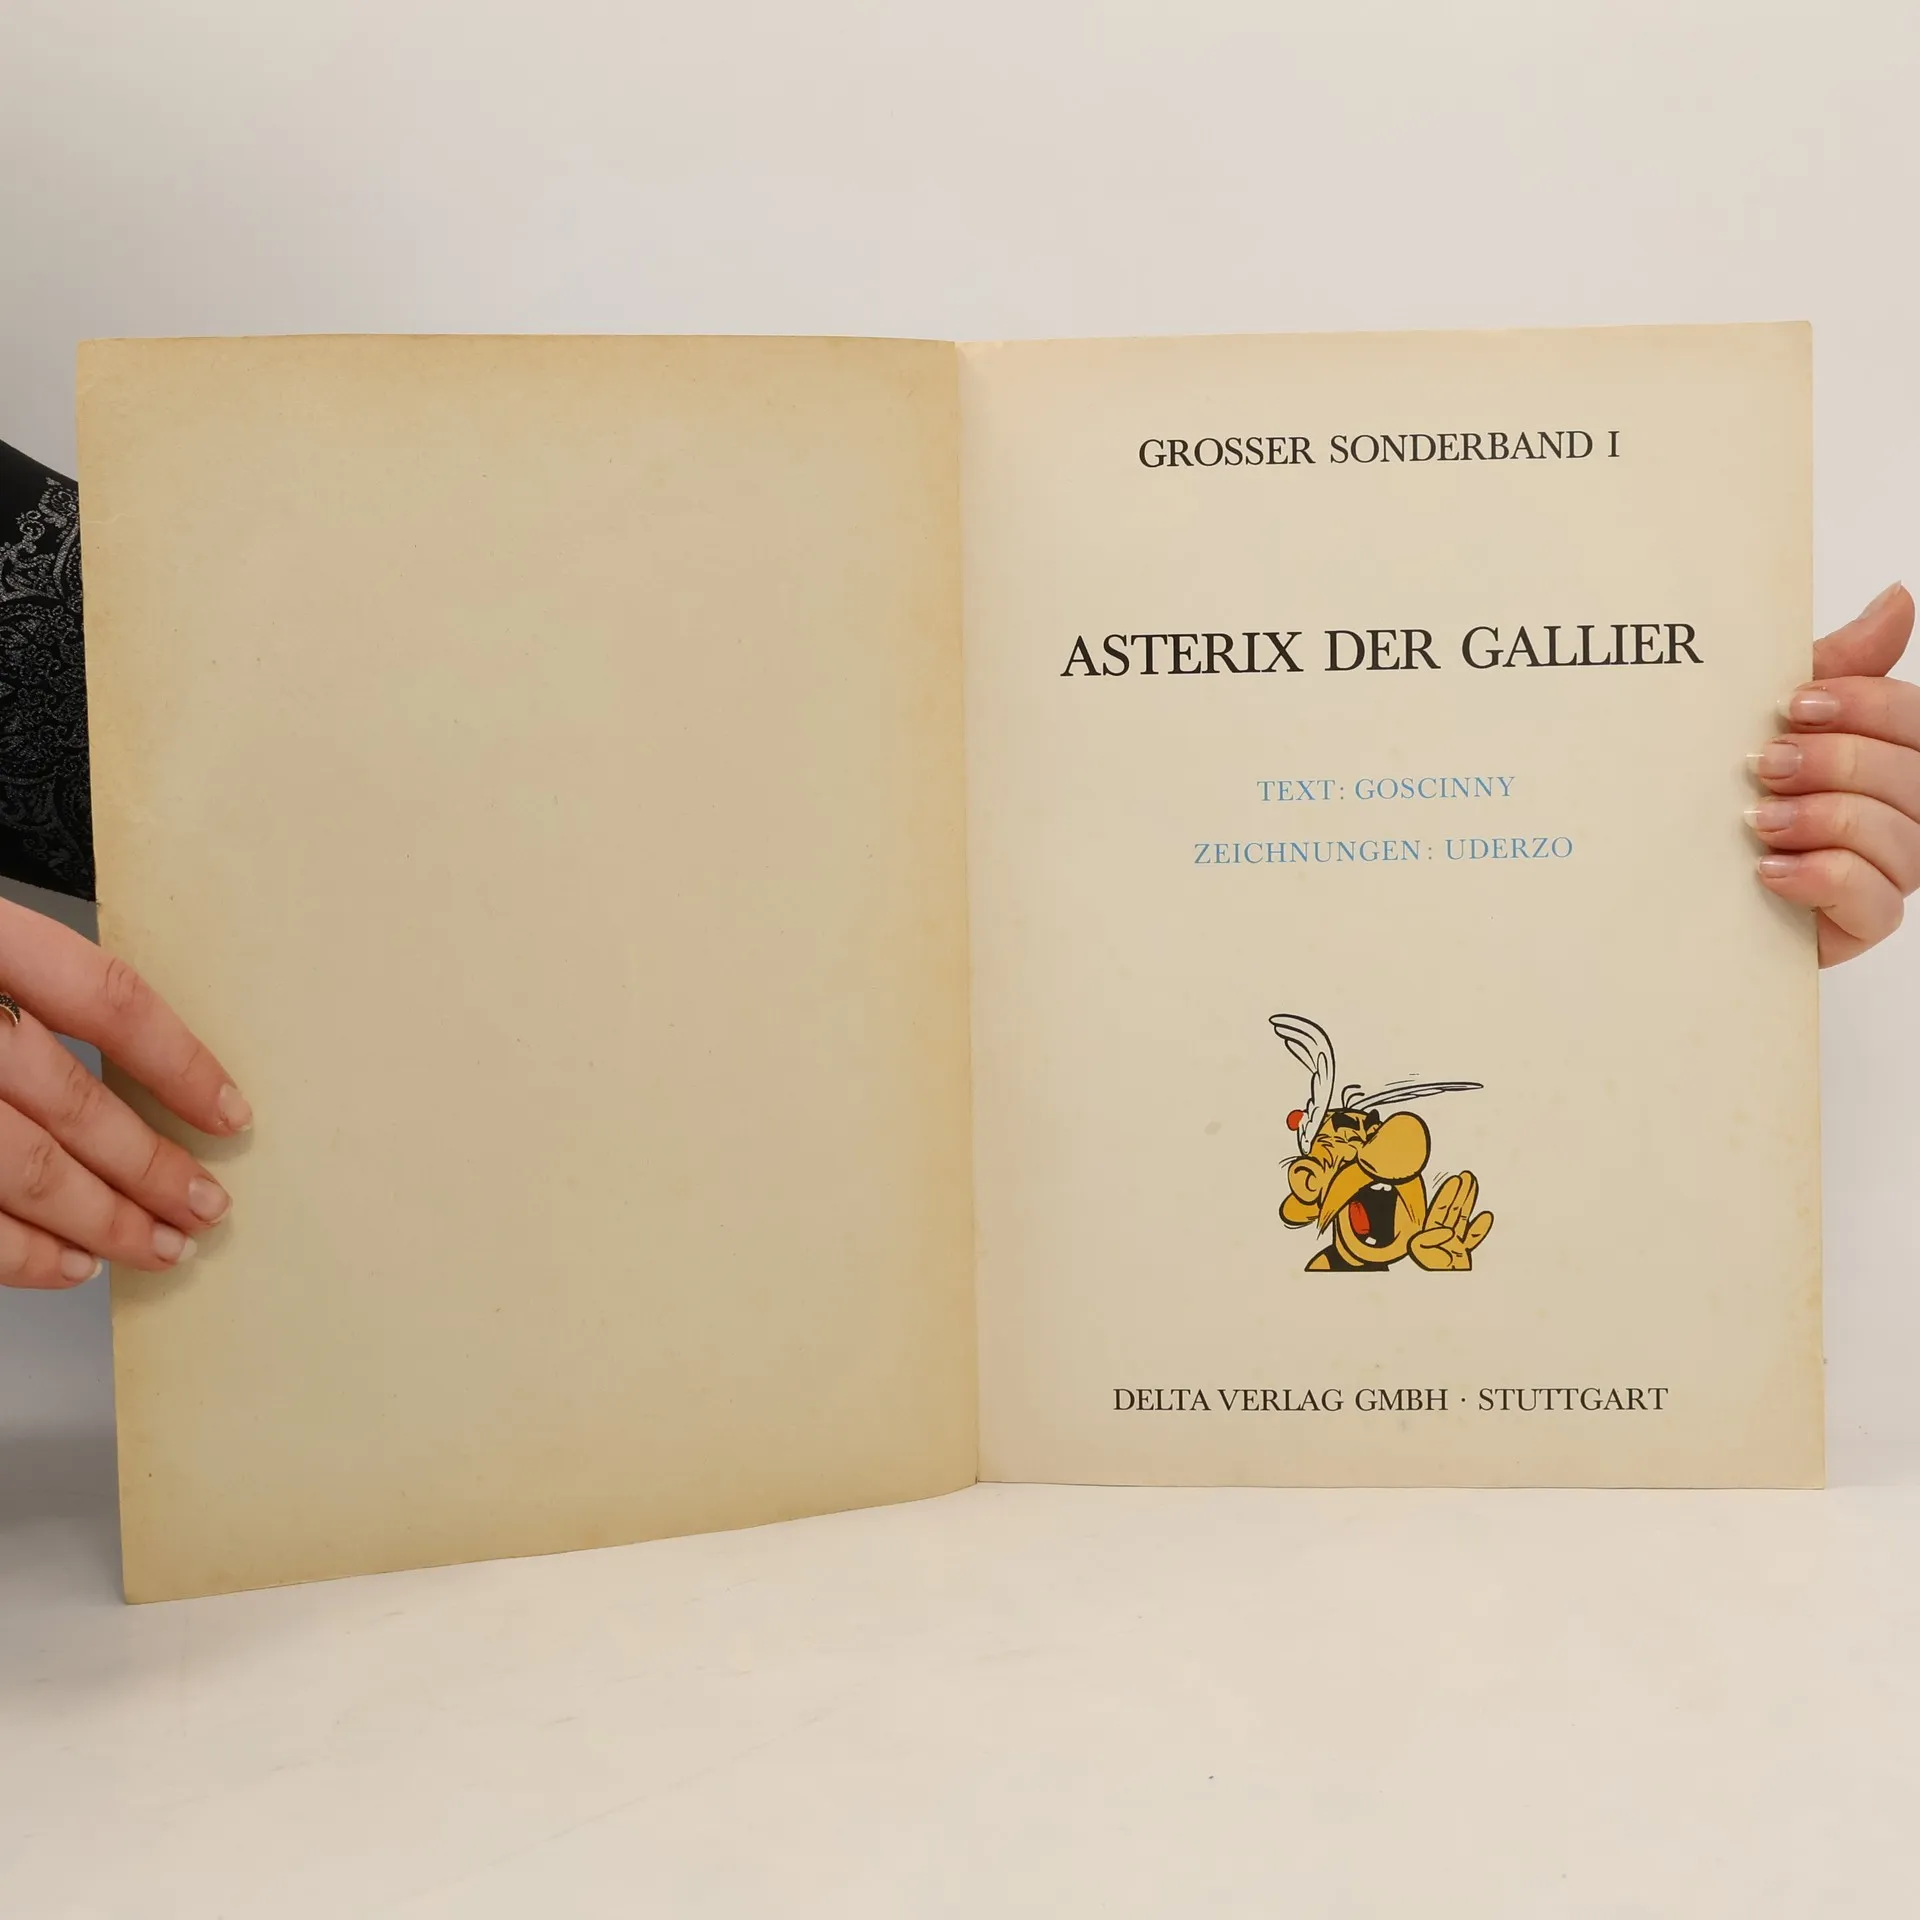 GROSSER SONDERBAND I
ASTERIX DER GALLIER
TEXT: GOSCINNY
ZEICHNUNGEN: UDERZO
DELTA VERLAG GMBH · STUTTGART